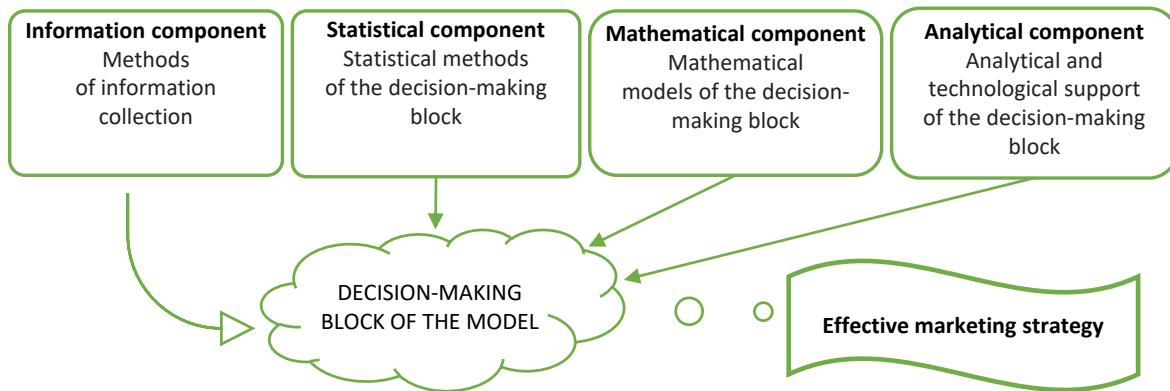 Information component
Methods
of information
collection
Statistical component
Statistical methods
of the decision-making
block
Mathematical component
Mathematical
models of the decision-
making block
Analytical component
Analytical and
technological support
of the decision-making
block
DECISION-MAKING
BLOCK OF THE MODEL
Effective marketing strategy